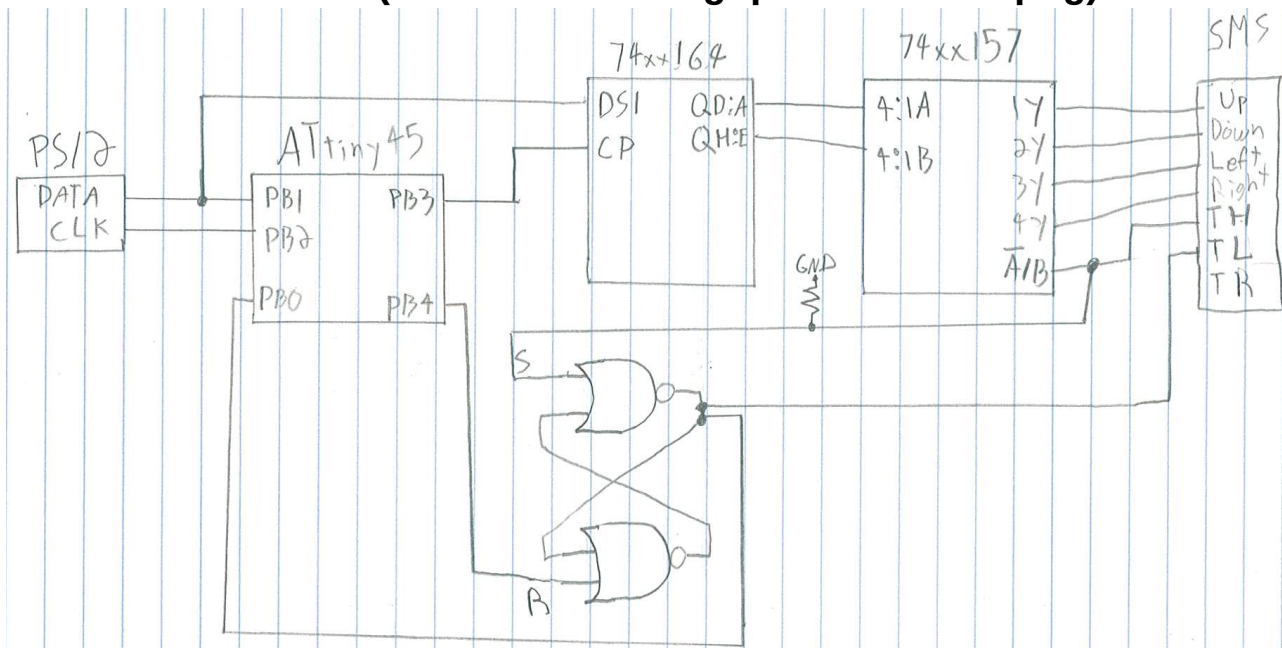 SMS
74xx164
74xx157
DS1
QD:A
4:1A
1Y
Up
CP
QH:E
4:1B
2Y
Down
3Y
Left
4Y
Right
A̅/B
TH
TL
TR
PS/2
ATtiny45
DATA
PB1
PB3
CLK
PB2
PB0
PB4
GND
S
R